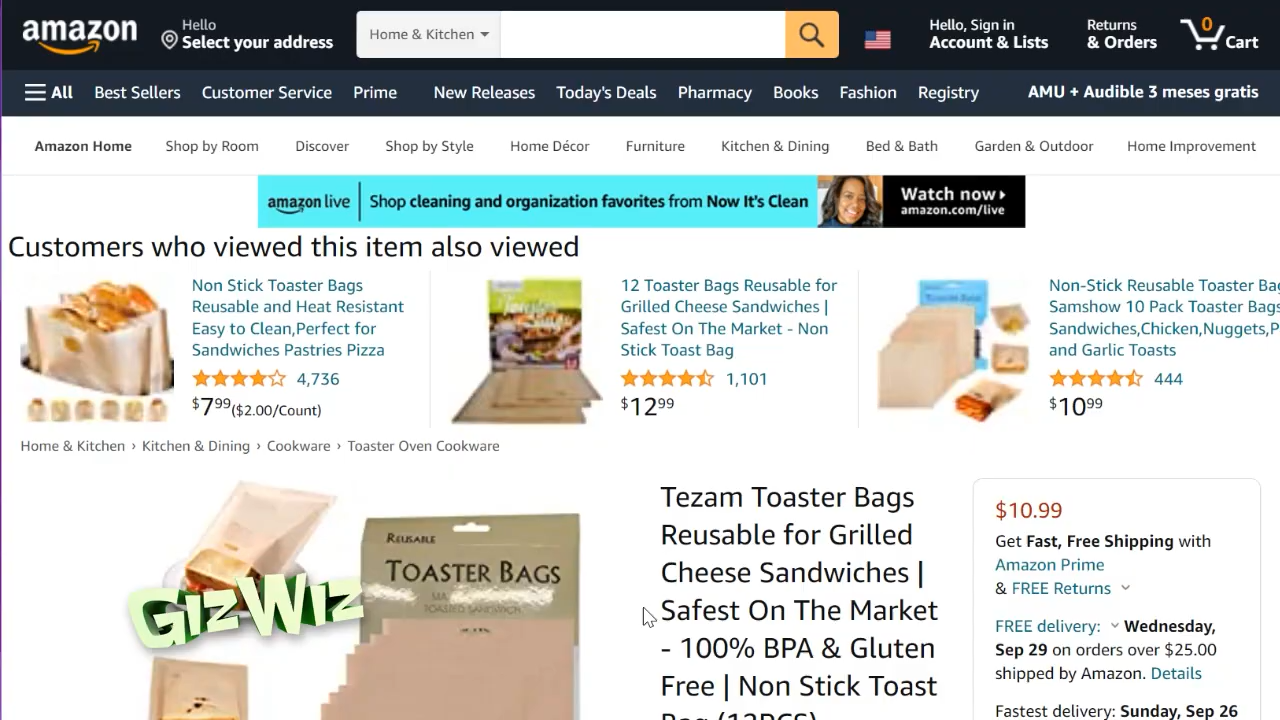 amazon
Hello
Select your address
Home & Kitchen
Hello, Sign in
Account & Lists
Returns
& Orders
0
Cart
All
Best Sellers
Customer Service
Prime
New Releases
Today's Deals
Pharmacy
Books
Fashion
Registry
AMU + Audible 3 meses gratis
Amazon Home
Shop by Room
Discover
Shop by Style
Home Décor
Furniture
Kitchen & Dining
Bed & Bath
Garden & Outdoor
Home Improvement
amazon live
Shop cleaning and organization favorites from Now It's Clean
Watch now
amazon.com/live
Customers who viewed this item also viewed
Non Stick Toaster Bags
Reusable and Heat Resistant
Easy to Clean,Perfect for
Sandwiches Pastries Pizza
4,736
$799($2.00/Count)
12 Toaster Bags Reusable for
Grilled Cheese Sandwiches |
Safest On The Market - Non
Stick Toast Bag
1,101
$1299
Non-Stick Reusable Toaster Ba
Samshow 10 Pack Toaster Bags
Sandwiches,Chicken,Nuggets,P
and Garlic Toasts
444
$1099
Home & Kitchen › Kitchen & Dining › Cookware › Toaster Oven Cookware
REUSABLE
TOASTER BAGS
TOASTED SANDWICH
GizWiz
Tezam Toaster Bags
Reusable for Grilled
Cheese Sandwiches |
Safest On The Market
- 100% BPA & Gluten
Free | Non Stick Toast
Bag (12PCS)
$10.99
Get Fast, Free Shipping with
Amazon Prime
& FREE Returns
FREE delivery: Wednesday,
Sep 29 on orders over $25.00
shipped by Amazon. Details
Fastest delivery: Sunday, Sep 26